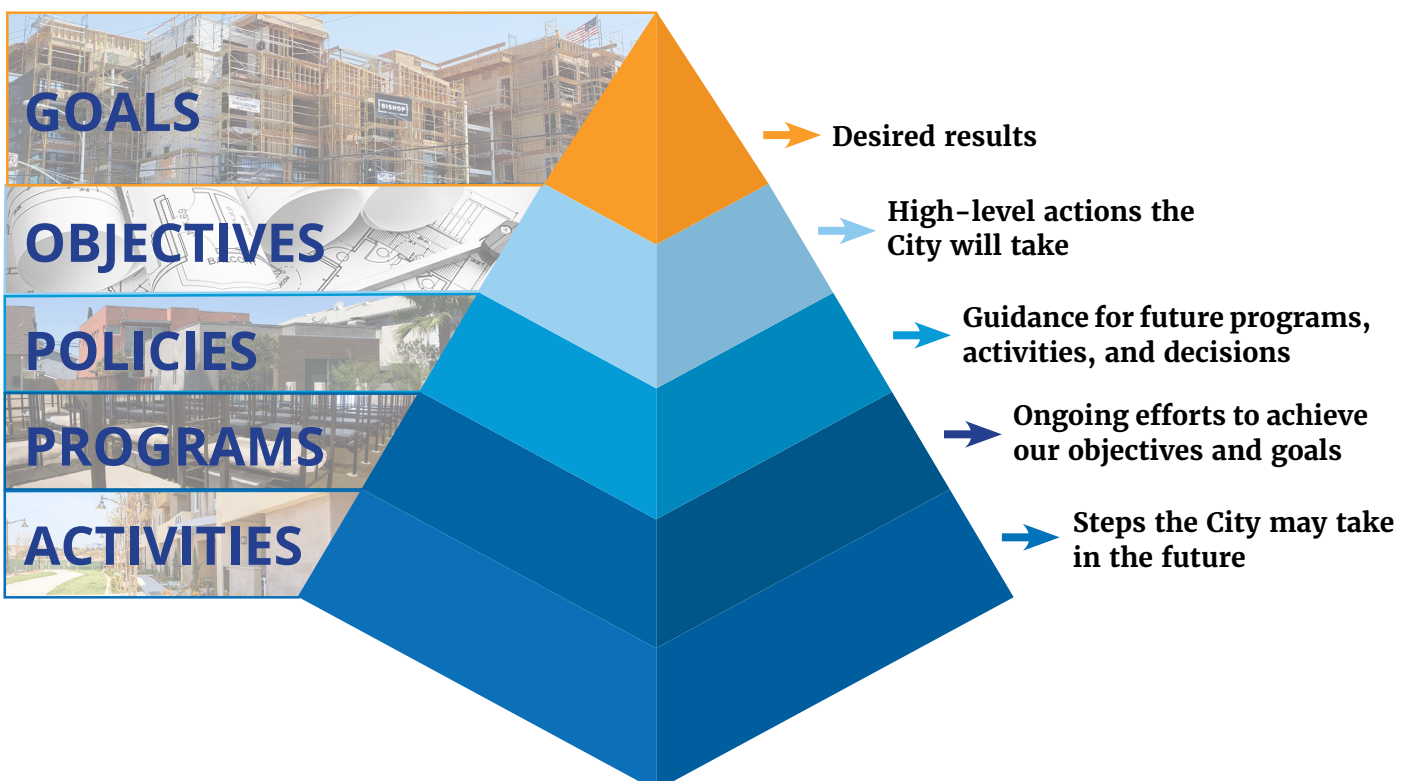 GOALS
BISHOP
Desired results
OBJECTIVES
High-level actions the
City will take
POLICIES
Guidance for future programs,
activities, and decisions
PROGRAMS
Ongoing efforts to achieve
our objectives and goals
ACTIVITIES
Steps the City may take
in the future